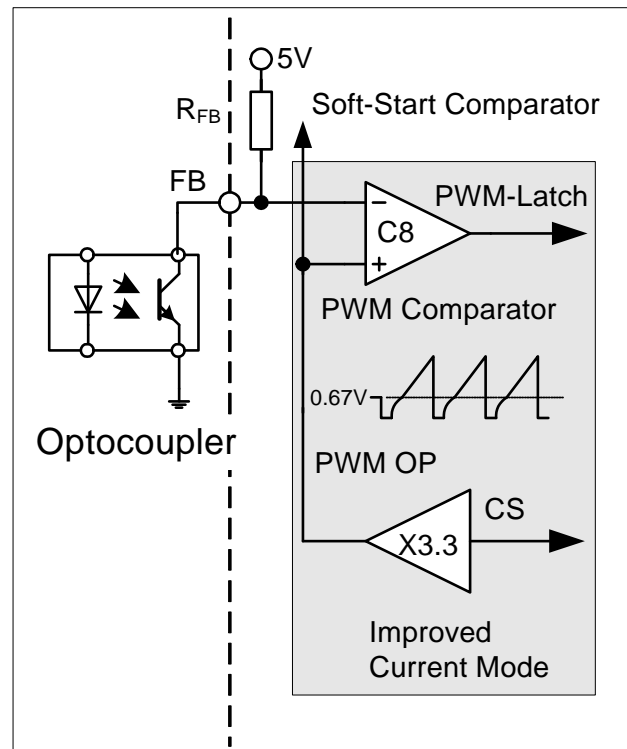 5V
RFB
Soft-Start Comparator
FB
PWM-Latch
−
C8
+
PWM Comparator
0.67V
Optocoupler
PWM OP
CS
X3.3
Improved
Current Mode